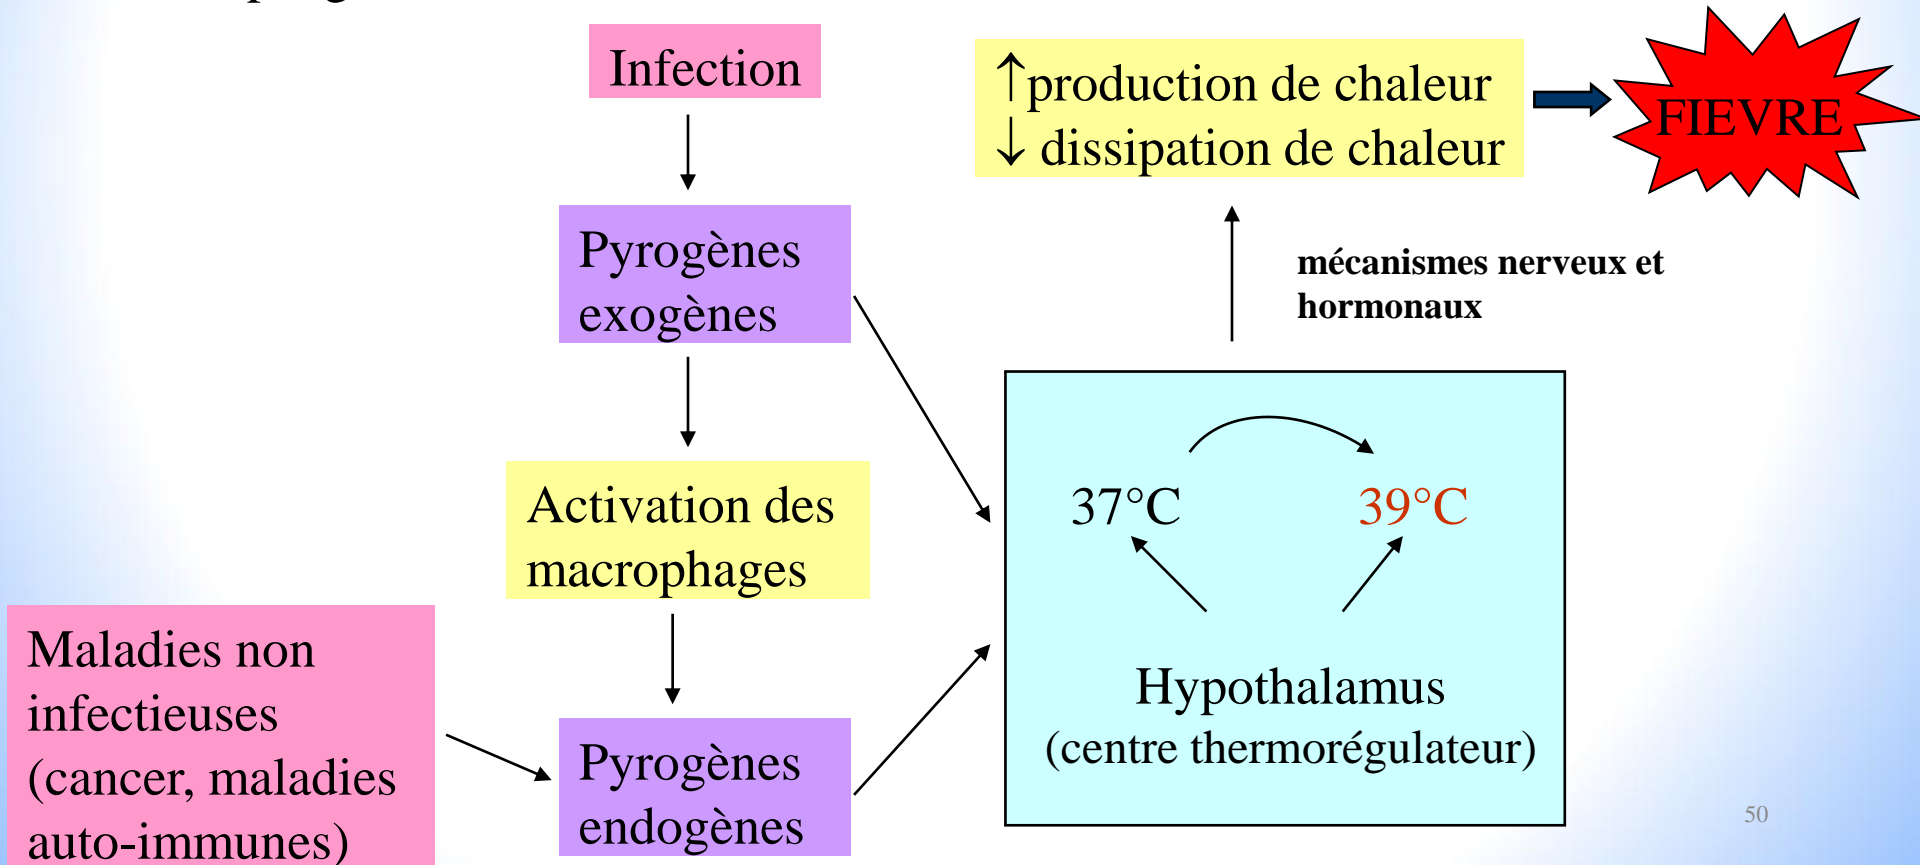 Infection
Pyrogènes
exogènes
Activation des
macrophages
Maladies non
infectieuses
(cancer, maladies
auto-immunes)
Pyrogènes
endogènes
↑production de chaleur
↓ dissipation de chaleur
FIEVRE
mécanismes nerveux et
hormonaux
37°C
39°C
Hypothalamus
(centre thermorégulateur)
50